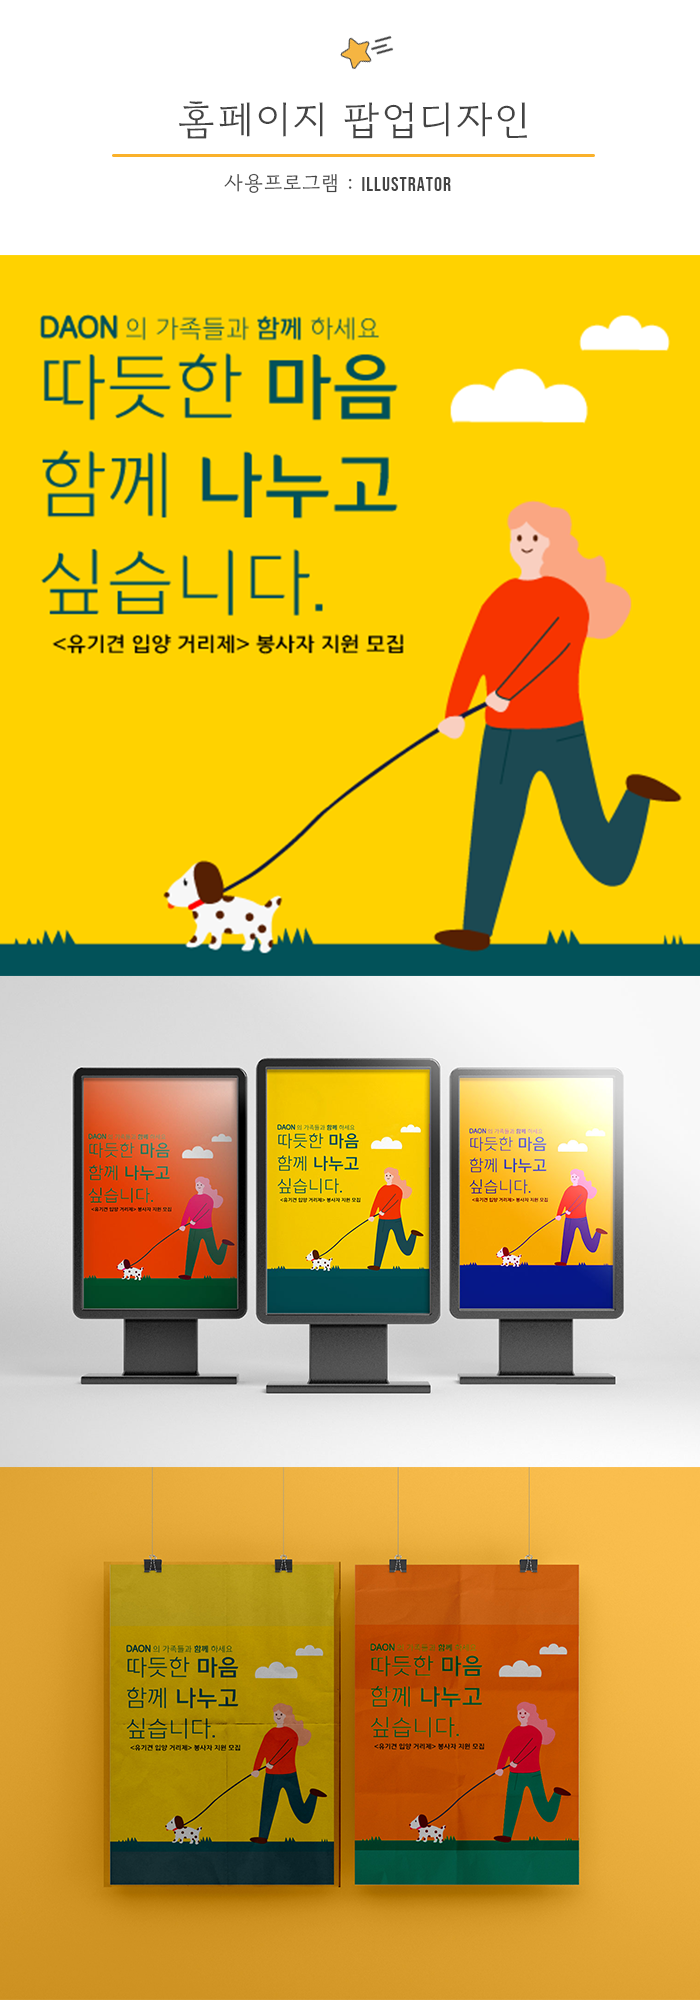 홈페이지 팝업디자인
사용프로그램 : ILLUSTRATOR
DAON 의 가족들과 함께 하세요
따듯한 마음
함께 나누고
싶습니다.
<유기견 입양 거리제> 봉사자 지원 모집
DAON 의 가족들과 함께 하세요
따듯한 마음
함께 나누고
싶습니다.
<유기견 입양 거리제> 봉사자 지원 모집
DAON 의 가족들과 함께 하세요
따듯한 마음
함께 나누고
싶습니다.
<유기견 입양 거리제> 봉사자 지원 모집
DAON 의 가족들과 함께 하세요
따듯한 마음
함께 나누고
싶습니다.
<유기견 입양 거리제> 봉사자 지원 모집
DAON 의 가족들과 함께 하세요
따듯한 마음
함께 나누고
싶습니다.
<유기견 입양 거리제> 봉사자 지원 모집
DAON 의 가족들과 함께 하세요
따듯한 마음
함께 나누고
싶습니다.
<유기견 입양 거리제> 봉사자 지원 모집